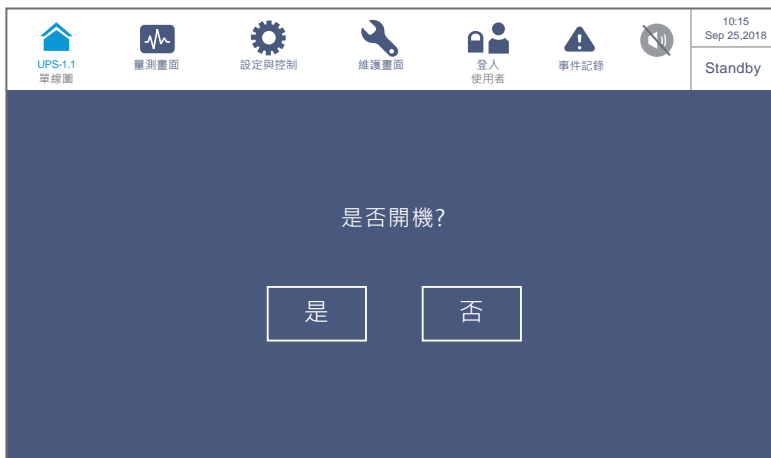 UPS-1.1
單線圖
量測畫面
設定與控制
維護畫面
登入
使用者
事件記錄
10:15
Sep 25,2018
Standby
是否開機?
是
否